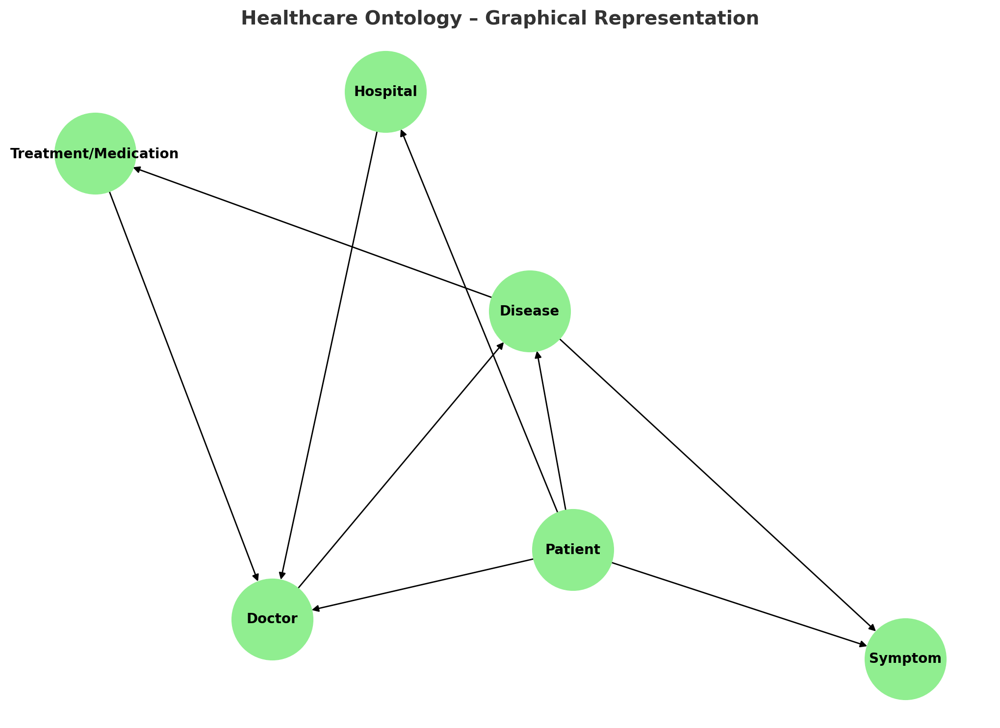 Healthcare Ontology – Graphical Representation
Hospital
Treatment/Medication
Disease
Patient
Doctor
Symptom